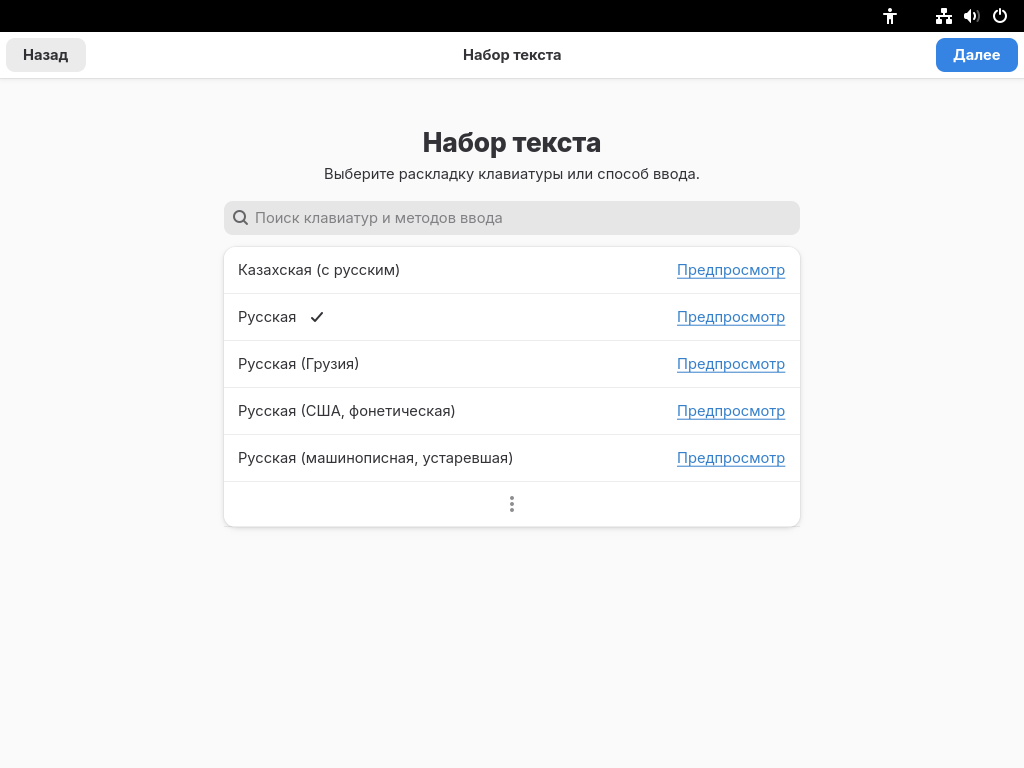 Назад
Набор текста
Далее
Набор текста
Выберите раскладку клавиатуры или способ ввода.
Поиск клавиатур и методов ввода
Казахская (с русским) Предпросмотр
Русская Предпросмотр
Русская (Грузия) Предпросмотр
Русская (США, фонетическая) Предпросмотр
Русская (машинописная, устаревшая) Предпросмотр